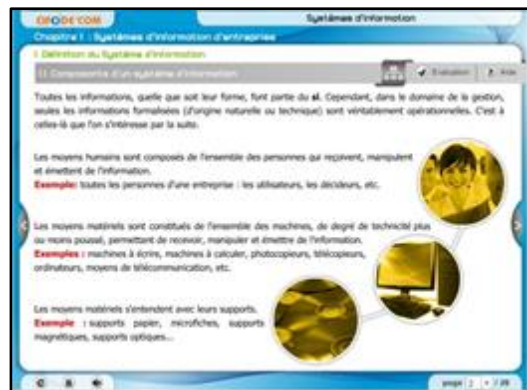 Systèmes d'information
Chapitre I : Systèmes d'information d'entreprise
I Définition du Système d'information
I.1 Composants d'un système d'information
Evaluation
Aide
Toutes les informations, quelle que soit leur forme, font partie du si. Cependant, dans le domaine de la gestion,
seules les informations formalisées (d'origine naturelle ou technique) sont véritablement opérationnelles. C'est à
celles-là que l'on s'intéresse par la suite.
Les moyens humains sont composés de l'ensemble des personnes qui reçoivent, manipulent
et émettent de l'information.
Exemple: toutes les personnes d'une entreprise : les utilisateurs, les décideurs, etc.
Les moyens matériels sont constitués de l'ensemble des machines, de degré de technicité plus
ou moins poussé, permettant de recevoir, manipuler et émettre de l'information.
Exemples : machines à écrire, machines à calculer, photocopieurs, télécopieurs,
ordinateurs, moyens de télécommunication, etc.
Les moyens matériels s'entendent avec leurs supports.
Exemple : supports papier, microfiches, supports
magnétiques, supports optiques...
page